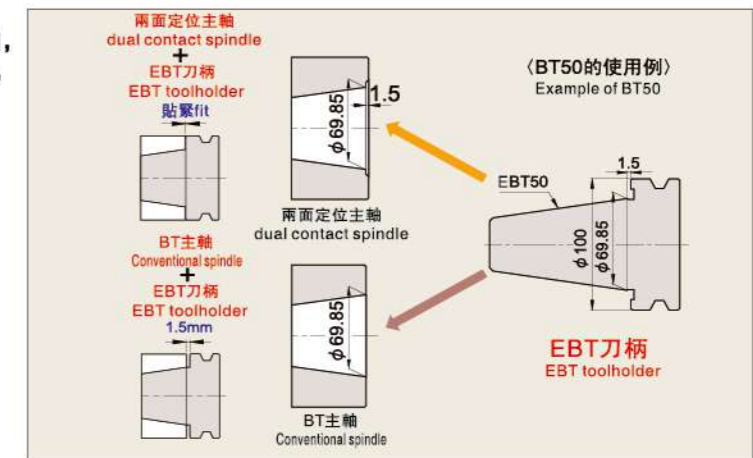 兩面定位主軸
dual contact spindle
+
EBT刀柄
EBT toolholder
貼緊fit
BT主軸
Conventional spindle
+
EBT刀柄
EBT toolholder
1.5mm
1.5
ϕ69.85
兩面定位主軸
dual contact spindle
ϕ69.85
BT主軸
Conventional spindle
〈BT50的使用例〉
Example of BT50
1.5
EBT50
ϕ100
ϕ69.85
EBT刀柄
EBT toolholder